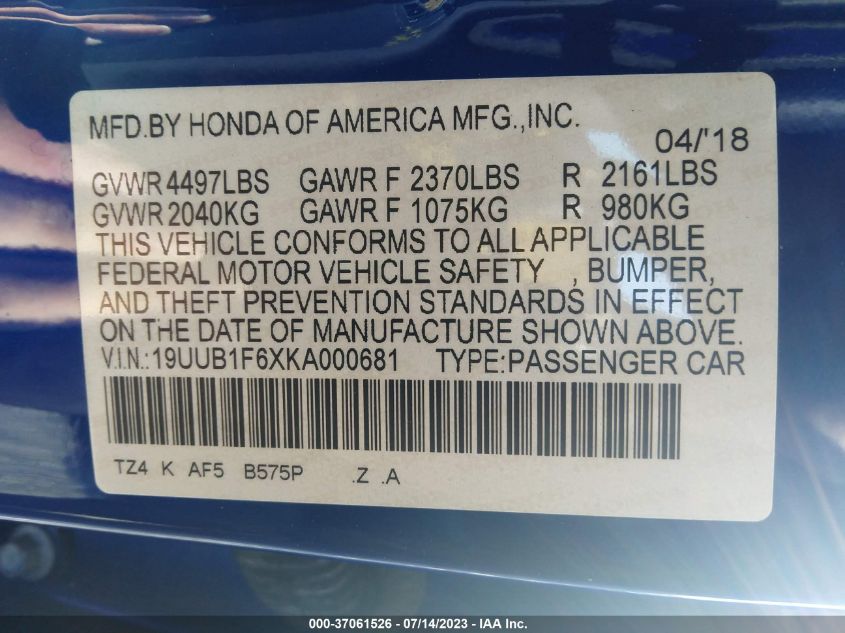 MFD.BY HONDA OF AMERICA MFG.,INC.
04/'18
GVWR 4497LBS GAWR F 2370LBS R 2161LBS
GVWR 2040KG GAWR F 1075KG R 980KG
THIS VEHICLE CONFORMS TO ALL APPLICABLE
FEDERAL MOTOR VEHICLE SAFETY , BUMPER,
AND THEFT PREVENTION STANDARDS IN EFFECT
ON THE DATE OF MANUFACTURE SHOWN ABOVE.
V.I.N.:19UUB1F6XKA000681 TYPE:PASSENGER CAR
TZ4 K AF5 B575P .Z .A
000-37061526 / 07/14/2023 - IAA Inc.